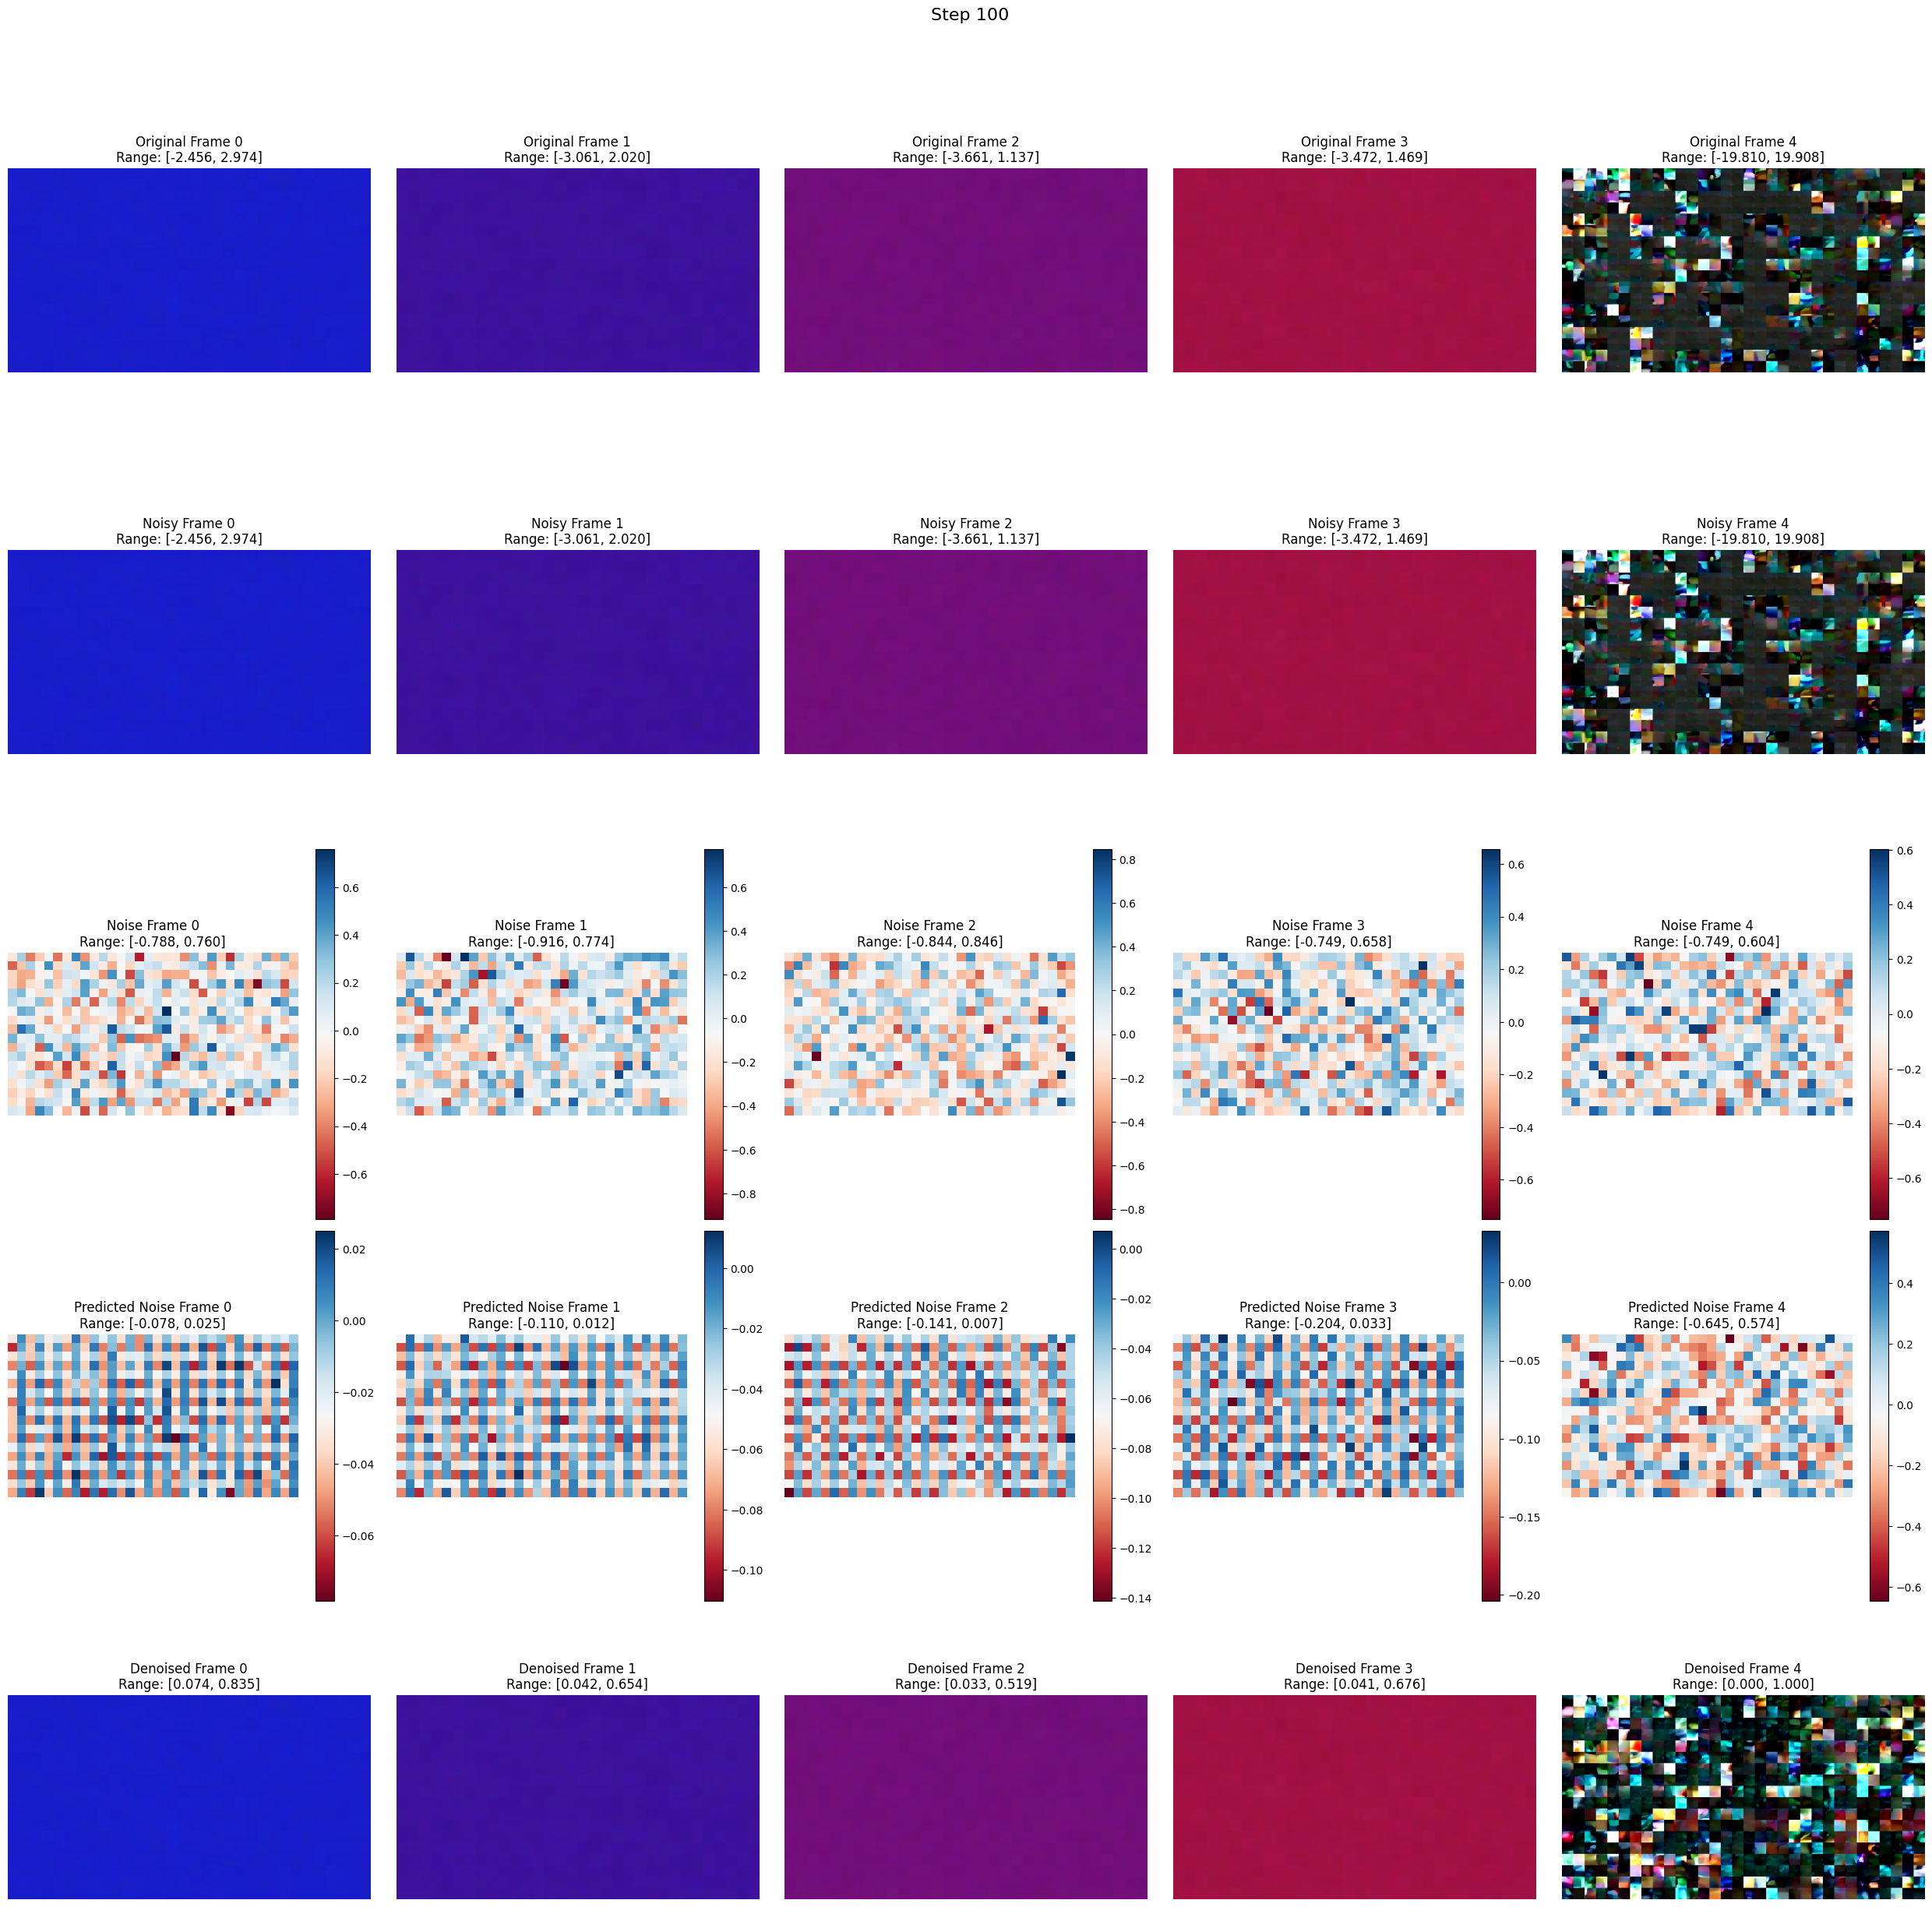 Step 100
Original Frame 0
Range: [-2.456, 2.974]
Original Frame 1
Range: [-3.061, 2.020]
Original Frame 2
Range: [-3.661, 1.137]
Original Frame 3
Range: [-3.472, 1.469]
Original Frame 4
Range: [-19.810, 19.908]
Noisy Frame 0
Range: [-2.456, 2.974]
Noisy Frame 1
Range: [-3.061, 2.020]
Noisy Frame 2
Range: [-3.661, 1.137]
Noisy Frame 3
Range: [-3.472, 1.469]
Noisy Frame 4
Range: [-19.810, 19.908]
Noise Frame 0
Range: [-0.788, 0.760]
0.6
0.4
0.2
0.0
−0.2
−0.4
−0.6
Noise Frame 1
Range: [-0.916, 0.774]
0.6
0.4
0.2
0.0
−0.2
−0.4
−0.6
−0.8
Noise Frame 2
Range: [-0.844, 0.846]
0.8
0.6
0.4
0.2
0.0
−0.2
−0.4
−0.6
−0.8
Noise Frame 3
Range: [-0.749, 0.658]
0.6
0.4
0.2
0.0
−0.2
−0.4
−0.6
Noise Frame 4
Range: [-0.749, 0.604]
0.6
0.4
0.2
0.0
−0.2
−0.4
−0.6
Predicted Noise Frame 0
Range: [-0.078, 0.025]
0.02
0.00
−0.02
−0.04
−0.06
Predicted Noise Frame 1
Range: [-0.110, 0.012]
0.00
−0.02
−0.04
−0.06
−0.08
−0.10
Predicted Noise Frame 2
Range: [-0.141, 0.007]
0.00
−0.02
−0.04
−0.06
−0.08
−0.10
−0.12
−0.14
Predicted Noise Frame 3
Range: [-0.204, 0.033]
0.00
−0.05
−0.10
−0.15
−0.20
Predicted Noise Frame 4
Range: [-0.645, 0.574]
0.4
0.2
0.0
−0.2
−0.4
−0.6
Denoised Frame 0
Range: [0.074, 0.835]
Denoised Frame 1
Range: [0.042, 0.654]
Denoised Frame 2
Range: [0.033, 0.519]
Denoised Frame 3
Range: [0.041, 0.676]
Denoised Frame 4
Range: [0.000, 1.000]